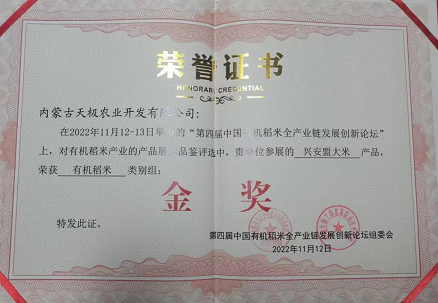 荣誉证书
HONORARY CREDENTIAL
内蒙古天极农业开发有限公司:
在2022年11月12-13日举办的“第四届中国有机稻米全产业链发展创新论坛”
上，对有机稻米产业的产品展示品鉴评选中，贵单位参展的 兴安盟大米 产品，
荣获 有机稻米 类别组:
金奖
特发此证。
第四届中国有机稻米全产业链发展创新论坛组委会
2022年11月12日